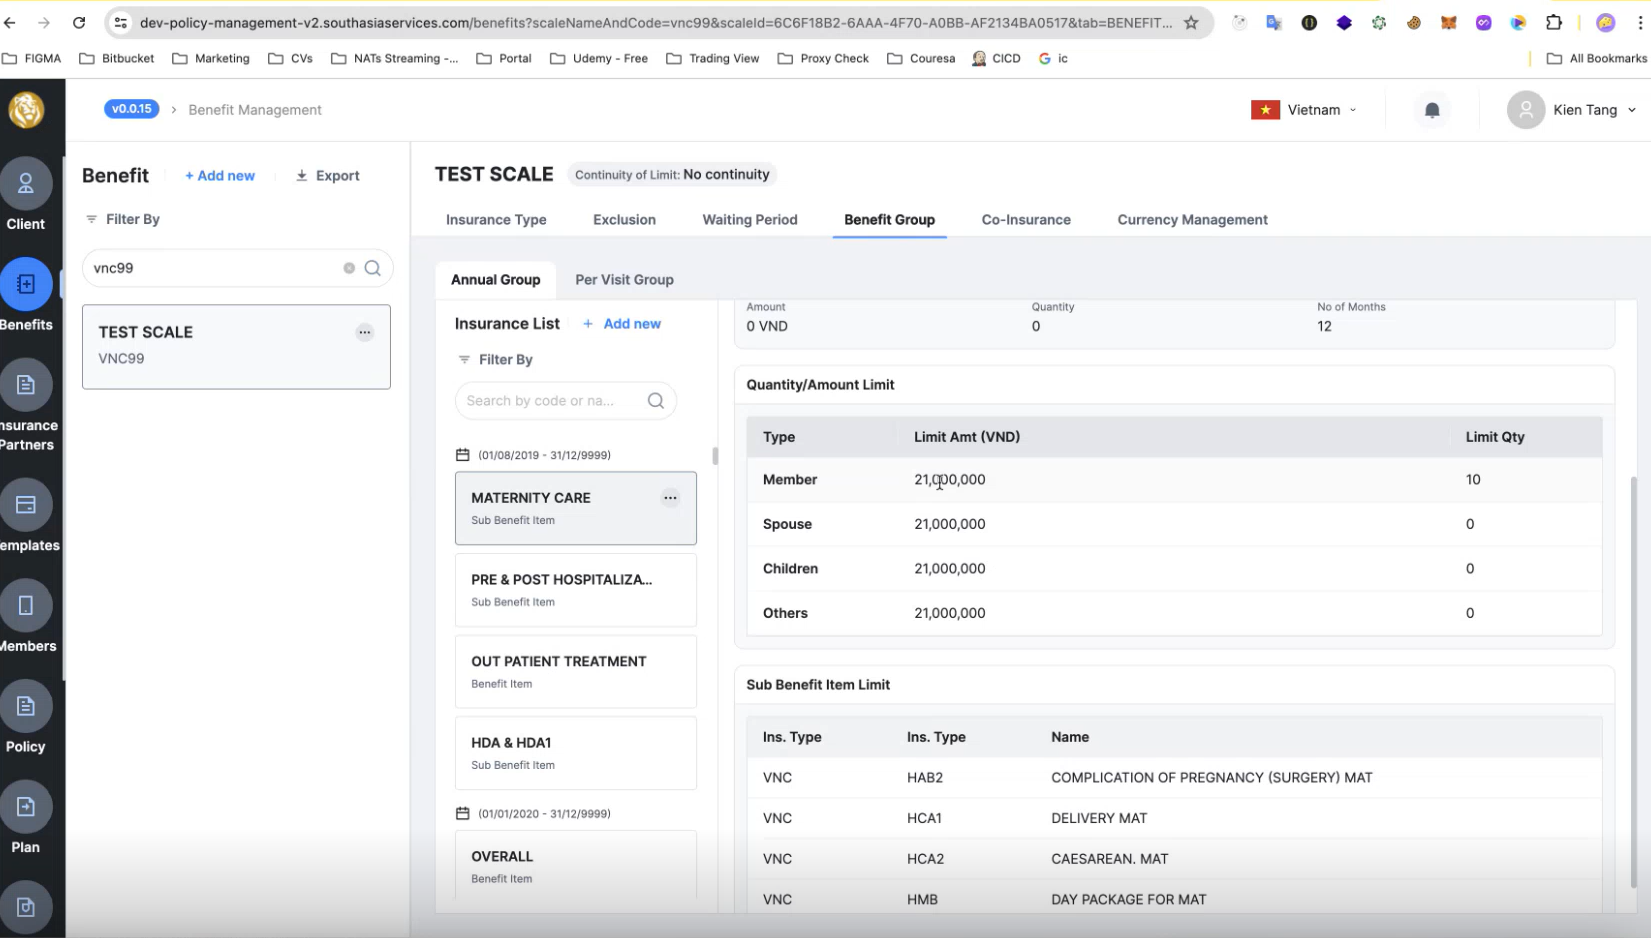 dev-policy-management-v2.southasiaservices.com/benefits?scaleNameAndCode=vnc99&scaleId=6C6F18B2-6AAA-4F70-A0BB-AF2134BA0517&tab=BENEFIT...
FIGMA Bitbucket Marketing CVs NATs Streaming -... Portal Udemy - Free Trading View Proxy Check Couresa CICD ic All Bookmarks
v0.0.15 › Benefit Management
Vietnam
Kien Tang
Client
Benefits
nsurance
Partners
emplates
Members
Policy
Plan
Benefit + Add new Export
Filter By
vnc99
TEST SCALE ...
VNC99
TEST SCALE Continuity of Limit: No continuity
Insurance Type Exclusion Waiting Period Benefit Group Co-Insurance Currency Management
Annual Group Per Visit Group
Insurance List + Add new
Filter By
Search by code or na...
(01/08/2019 - 31/12/9999)
MATERNITY CARE ...
Sub Benefit Item
PRE & POST HOSPITALIZA...
Sub Benefit Item
OUT PATIENT TREATMENT
Benefit Item
HDA & HDA1
Sub Benefit Item
(01/01/2020 - 31/12/9999)
OVERALL
Benefit Item
Amount Quantity No of Months
0 VND 0 12
Quantity/Amount Limit
Type Limit Amt (VND) Limit Qty
Member 21,000,000 10
Spouse 21,000,000 0
Children 21,000,000 0
Others 21,000,000 0
Sub Benefit Item Limit
Ins. Type Ins. Type Name
VNC HAB2 COMPLICATION OF PREGNANCY (SURGERY) MAT
VNC HCA1 DELIVERY MAT
VNC HCA2 CAESAREAN. MAT
VNC HMB DAY PACKAGE FOR MAT